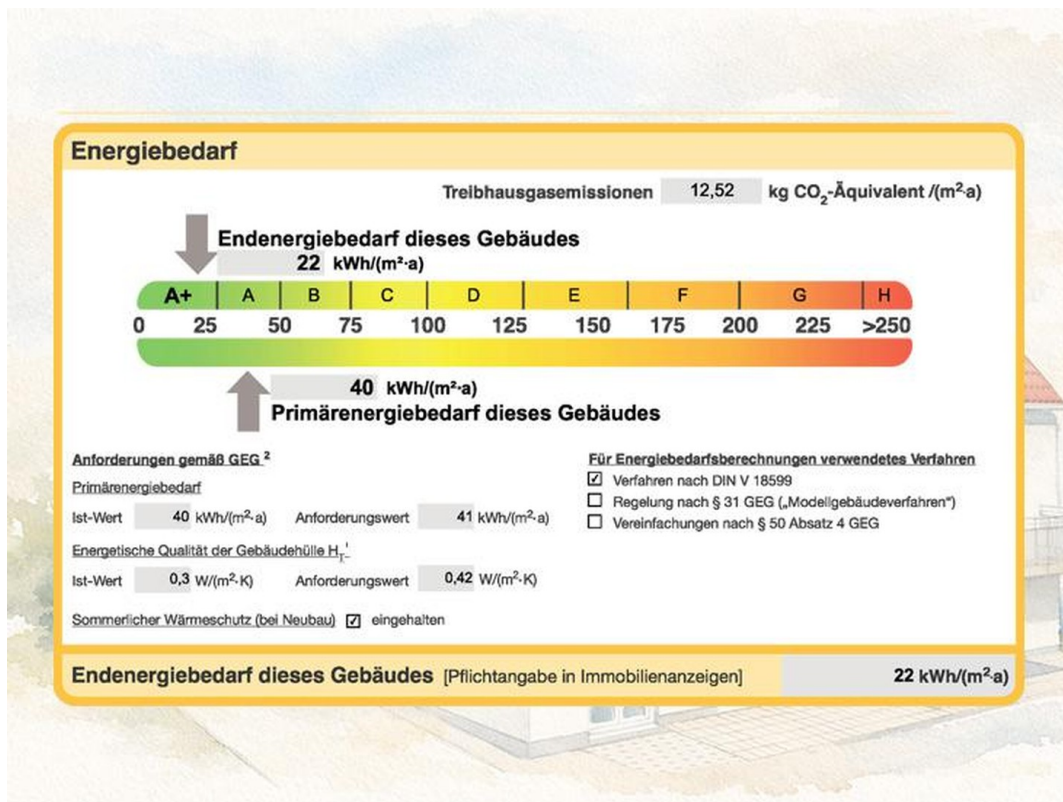 Energiebedarf
Treibhausgasemissionen 12,52 kg CO₂-Äquivalent /(m²·a)
Endenergiebedarf dieses Gebäudes
22 kWh/(m²·a)
A+ A B C D E F G H
0 25 50 75 100 125 150 175 200 225 >250
40 kWh/(m²·a)
Primärenergiebedarf dieses Gebäudes
Anforderungen gemäß GEG ²
Primärenergiebedarf
Ist-Wert 40 kWh/(m²·a) Anforderungswert 41 kWh/(m²·a)
Energetische Qualität der Gebäudehülle H_T'
Ist-Wert 0,3 W/(m²·K) Anforderungswert 0,42 W/(m²·K)
Sommerlicher Wärmeschutz (bei Neubau) ☑ eingehalten
Für Energiebedarfsberechnungen verwendetes Verfahren
☑ Verfahren nach DIN V 18599
☐ Regelung nach § 31 GEG („Modellgebäudeverfahren“)
☐ Vereinfachungen nach § 50 Absatz 4 GEG
Endenergiebedarf dieses Gebäudes [Pflichtangabe in Immobilienanzeigen] 22 kWh/(m²·a)